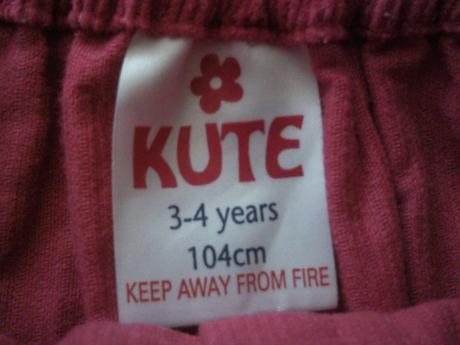 KUTE
3-4 years
104cm
KEEP AWAY FROM FIRE